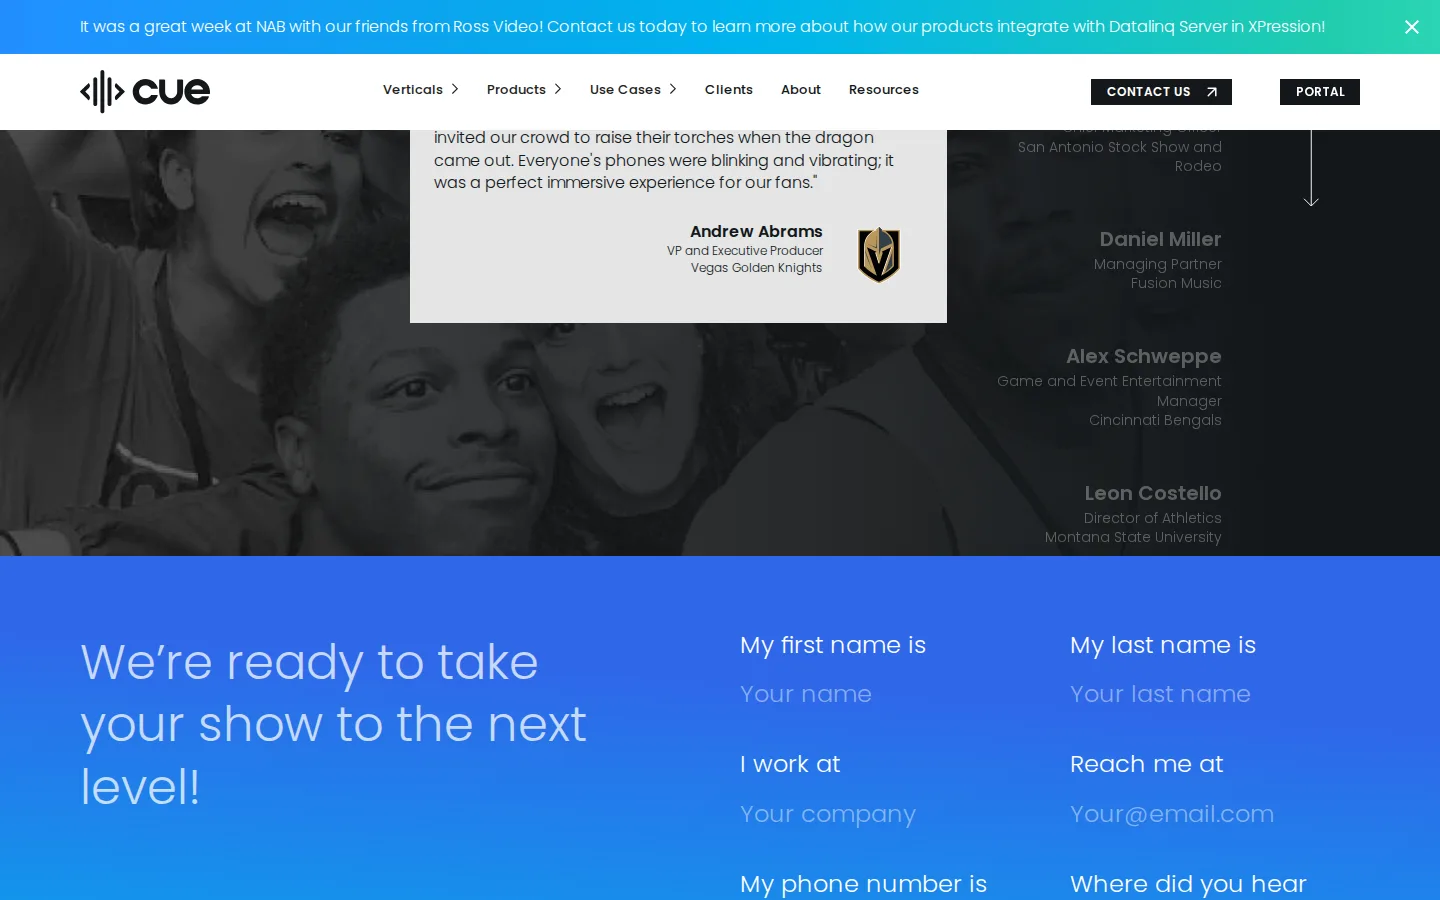 It was a great week at NAB with our friends from Ross Video! Contact us today to learn more about how our products integrate with Datalinq Server in XPression!
cue
Verticals
Products
Use Cases
Clients
About
Resources
CONTACT US
PORTAL
invited our crowd to raise their torches when the dragon
came out. Everyone's phones were blinking and vibrating; it
was a perfect immersive experience for our fans."
Andrew Abrams
VP and Executive Producer
Vegas Golden Knights
Chief Marketing Officer
San Antonio Stock Show and
Rodeo
Daniel Miller
Managing Partner
Fusion Music
Alex Schweppe
Game and Event Entertainment
Manager
Cincinnati Bengals
Leon Costello
Director of Athletics
Montana State University
We’re ready to take
your show to the next
level!
My first name is
Your name
My last name is
Your last name
I work at
Your company
Reach me at
Your@email.com
My phone number is
Where did you hear